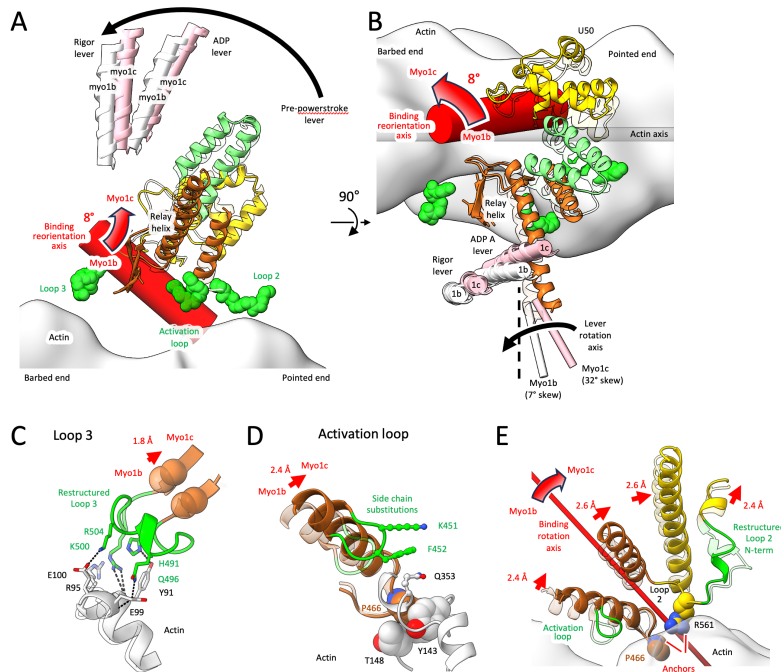 A
Rigor
lever
ADP
lever
myo1c
myo1b
myo1c
myo1b
Pre-powerstroke
lever
Myo1c
8°
Binding
reorientation
axis
Relay
helix
Myo1b
Loop 3
Loop 2
Activation
loop
Actin
Barbed end
Pointed end
90°
B
Actin
Barbed end
U50
Pointed end
Myo1c
8°
Binding
reorientation
axis
Myo1b
Actin axis
Relay
helix
ADP A
lever
Rigor
lever
1c
1b
1c
1b
Lever
rotation
axis
Myo1c
(32° skew)
Myo1b
(7° skew)
C
Loop 3
1.8 Å
Myo1c
Myo1b
Restructured
Loop 3
R504
K500
H491
Q496
E100
R95
Y91
E99
Actin
D
Activation loop
2.4 Å
Myo1c
Myo1b
Side chain
substitutions
K451
F452
Q353
P466
Actin
T148
Y143
E
Myo1c
Myo1b
Binding rotation
axis
2.6 Å
2.6 Å
2.4 Å
Restructured
Loop 2
N-term
2.4 Å
Loop
2
R561
Activation
loop
P466
Actin
Anchors